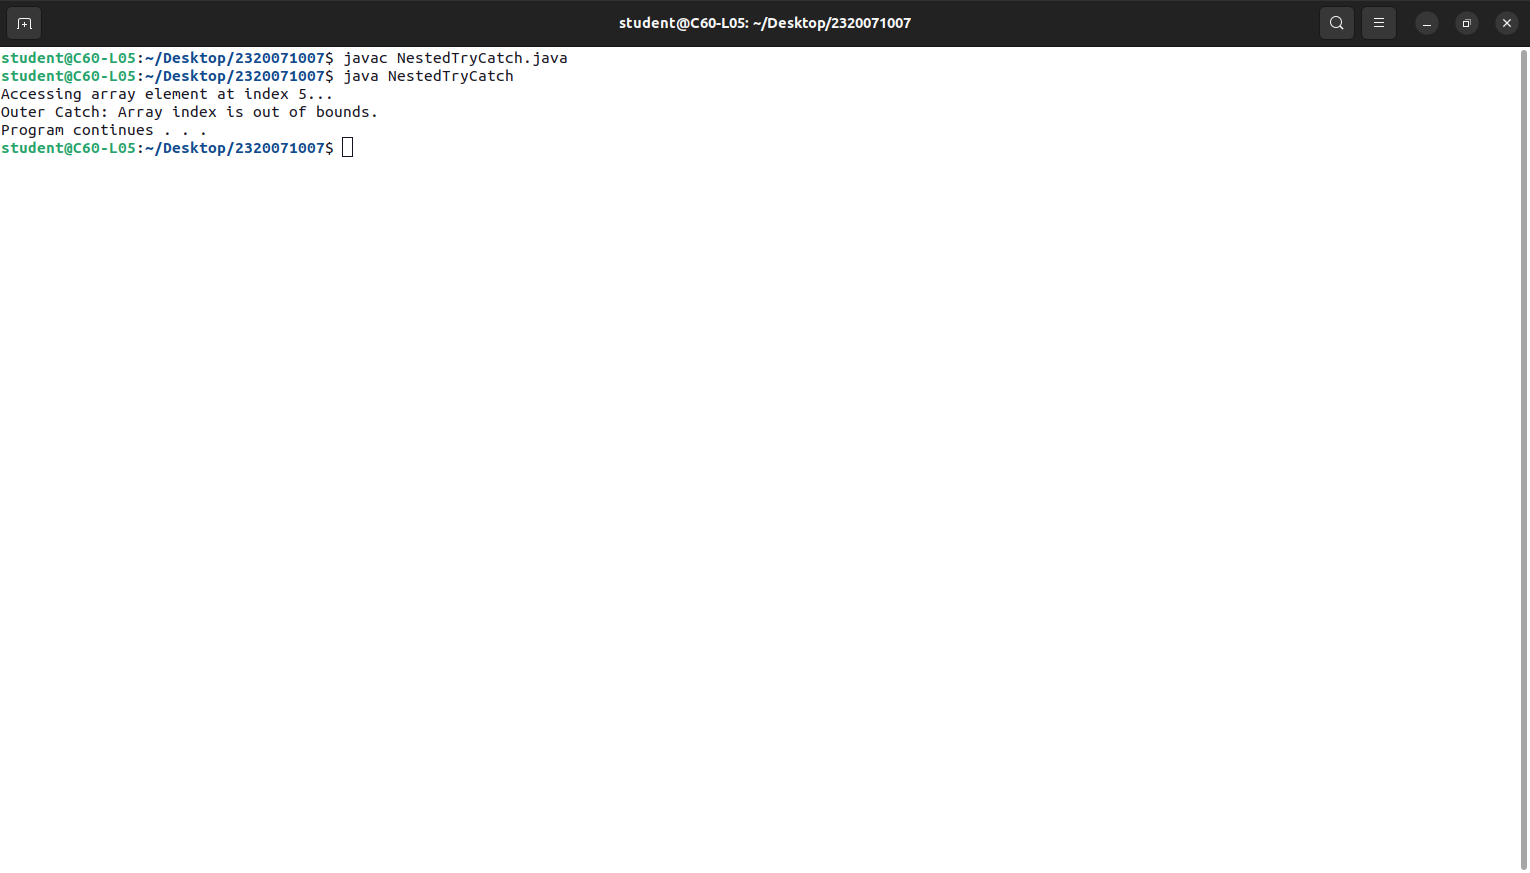 student@C60-L05: ~/Desktop/2320071007
student@C60-L05:~/Desktop/2320071007$ javac NestedTryCatch.java
student@C60-L05:~/Desktop/2320071007$ java NestedTryCatch
Accessing array element at index 5...
Outer Catch: Array index is out of bounds.
Program continues . . .
student@C60-L05:~/Desktop/2320071007$